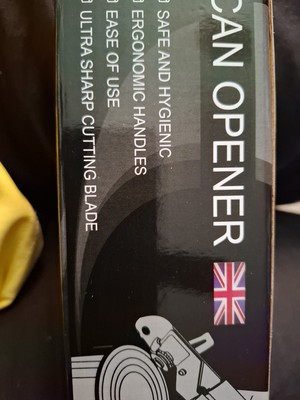 CAN OPENER
SAFE AND HYGIENIC
ERGONOMIC HANDLES
EASE OF USE
ULTRA SHARP CUTTING BLADE